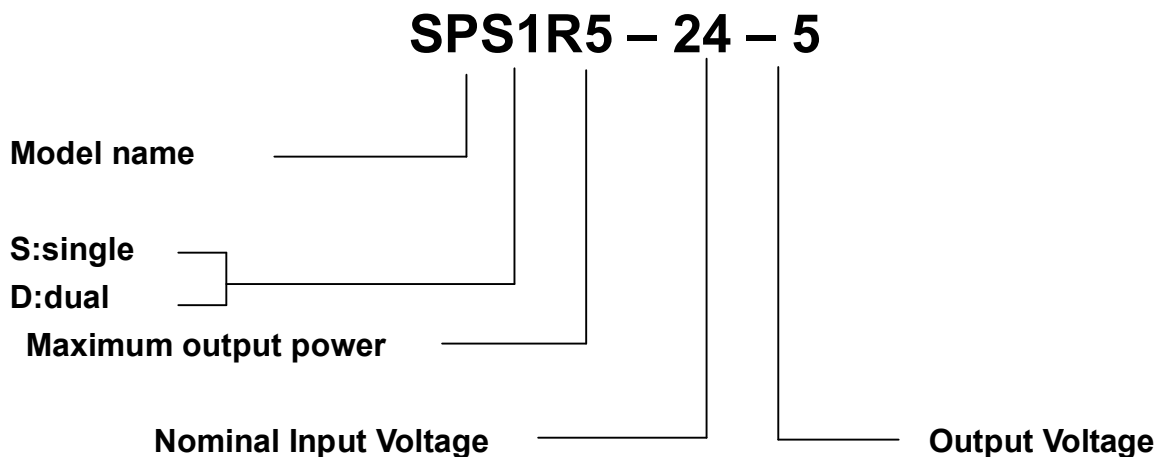 SPS1R5 – 24 – 5
Model name
S:single
D:dual
Maximum output power
Nominal Input Voltage
Output Voltage